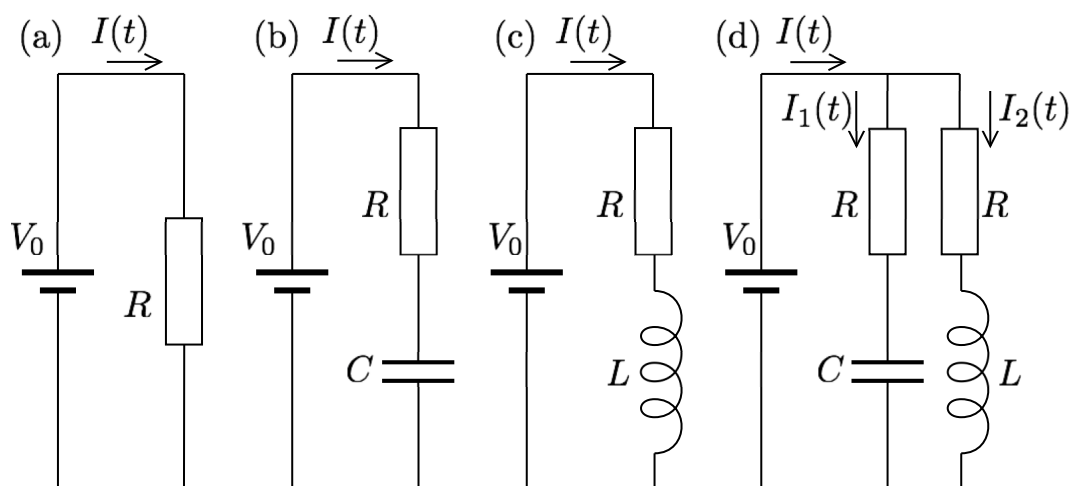 (a) I(t) (b) I(t) (c) I(t) (d) I(t)
I₁(t) I₂(t)
R R R R
V₀ V₀ V₀ V₀
R
C L C L